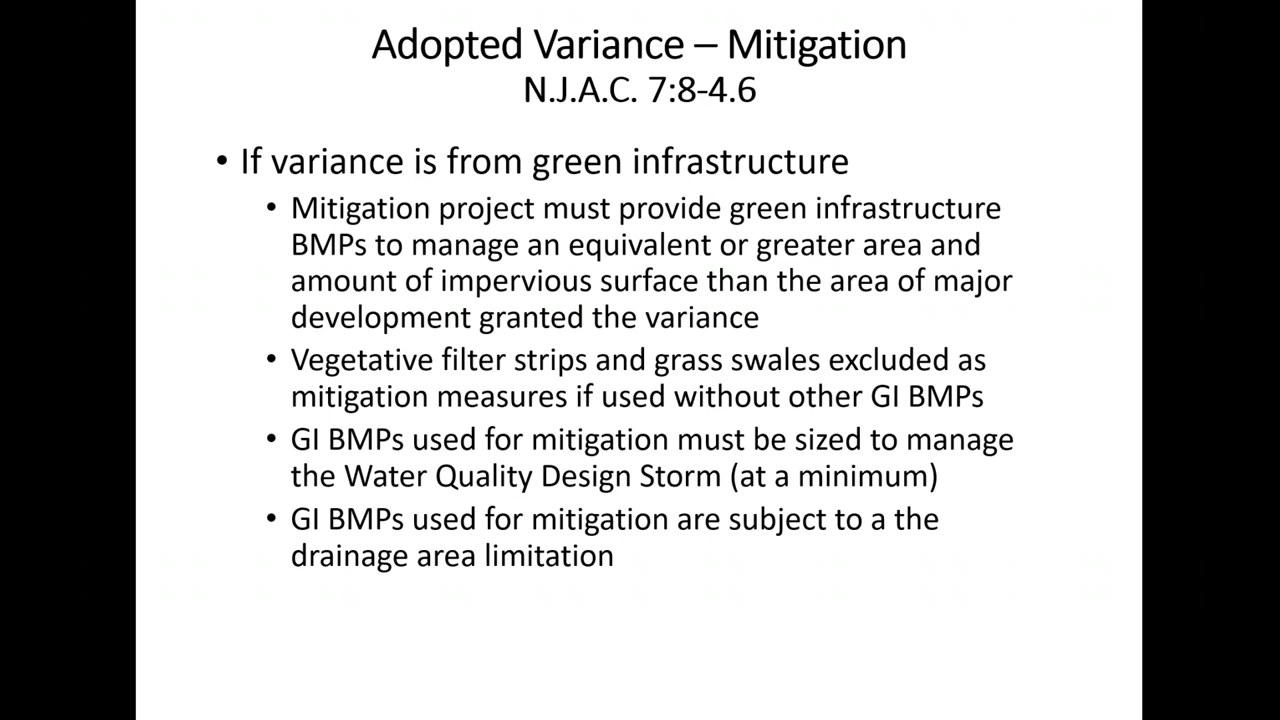 Adopted Variance – Mitigation
N.J.A.C. 7:8-4.6
• If variance is from green infrastructure
• Mitigation project must provide green infrastructure
BMPs to manage an equivalent or greater area and
amount of impervious surface than the area of major
development granted the variance
• Vegetative filter strips and grass swales excluded as
mitigation measures if used without other GI BMPs
• GI BMPs used for mitigation must be sized to manage
the Water Quality Design Storm (at a minimum)
• GI BMPs used for mitigation are subject to a the
drainage area limitation